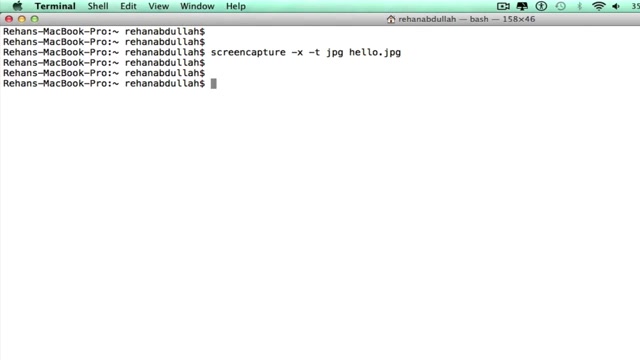 Terminal Shell Edit View Window Help 35
rehanabdullah — bash — 158×46
Rehans-MacBook-Pro:~ rehanabdullah$
Rehans-MacBook-Pro:~ rehanabdullah$
Rehans-MacBook-Pro:~ rehanabdullah$ screencapture -x -t jpg hello.jpg
Rehans-MacBook-Pro:~ rehanabdullah$
Rehans-MacBook-Pro:~ rehanabdullah$
Rehans-MacBook-Pro:~ rehanabdullah$